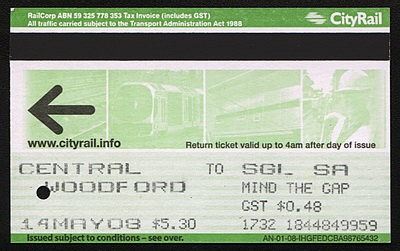 RailCorp ABN 59 325 778 353 Tax Invoice (includes GST)
All traffic carried subject to the Transport Administration Act 1988
CityRail
www.cityrail.info
Return ticket valid up to 4am after day of issue
CENTRAL TO SGL SA
WOODFORD MIND THE GAP
GST $0.48
14MAY08 $5.30 1732 1844849959
Issued subject to conditions – see over.
AN-01-08-IHGFEDCBA98765432